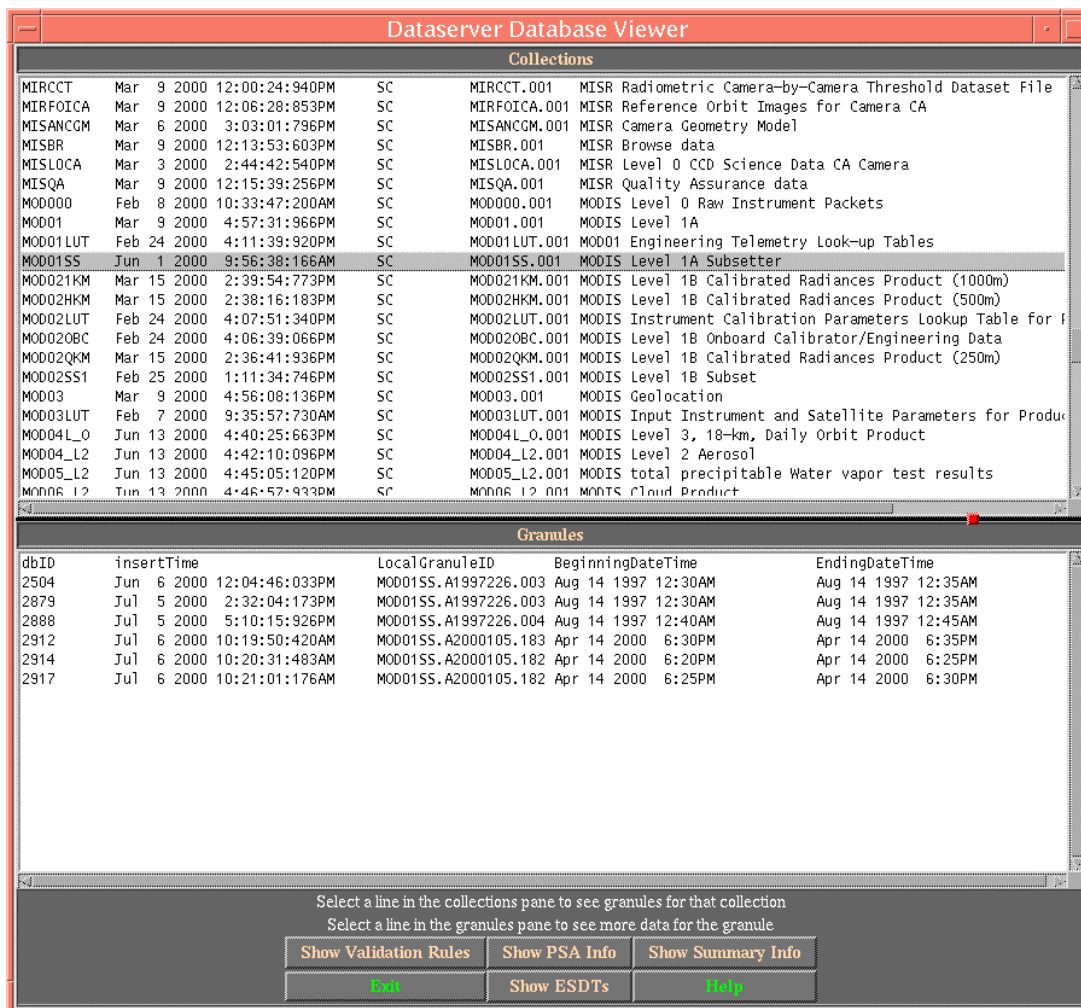 Dataserver Database Viewer
Collections
MIRCCT Mar 9 2000 12:00:24:940PM SC MIRCCT.001 MISR Radiometric Camera-by-Camera Threshold Dataset File
MIRFOICA Mar 9 2000 12:06:28:853PM SC MIRFOICA.001 MISR Reference Orbit Images for Camera CA
MISANCGM Mar 6 2000 3:03:01:796PM SC MISANCGM.001 MISR Camera Geometry Model
MISBR Mar 9 2000 12:13:53:603PM SC MISBR.001 MISR Browse data
MISLOCA Mar 3 2000 2:44:42:540PM SC MISLOCA.001 MISR Level 0 CCD Science Data CA Camera
MISQA Mar 9 2000 12:15:39:256PM SC MISQA.001 MISR Quality Assurance data
MOD000 Feb 8 2000 10:33:47:200AM SC MOD000.001 MODIS Level 0 Raw Instrument Packets
MOD01 Mar 9 2000 4:57:31:966PM SC MOD01.001 MODIS Level 1A
MOD01LUT Feb 24 2000 4:11:39:920PM SC MOD01LUT.001 MOD01 Engineering Telemetry Look-up Tables
MOD01SS Jun 1 2000 9:56:38:166AM SC MOD01SS.001 MODIS Level 1A Subsetter
MOD021KM Mar 15 2000 2:39:54:773PM SC MOD021KM.001 MODIS Level 1B Calibrated Radiances Product (1000m)
MOD02HKM Mar 15 2000 2:38:16:183PM SC MOD02HKM.001 MODIS Level 1B Calibrated Radiances Product (500m)
MOD02LUT Feb 24 2000 4:07:51:340PM SC MOD02LUT.001 MODIS Instrument Calibration Parameters Lookup Table for
MOD02OBC Feb 24 2000 4:06:39:066PM SC MOD02OBC.001 MODIS Level 1B Onboard Calibrator/Engineering Data
MOD02QKM Mar 15 2000 2:36:41:936PM SC MOD02QKM.001 MODIS Level 1B Calibrated Radiances Product (250m)
MOD02SS1 Feb 25 2000 1:11:34:746PM SC MOD02SS1.001 MODIS Level 1B Subset
MOD03 Mar 9 2000 4:56:08:136PM SC MOD03.001 MODIS Geolocation
MOD03LUT Feb 7 2000 9:35:57:730AM SC MOD03LUT.001 MODIS Input Instrument and Satellite Parameters for Produc
MOD04L_O Jun 13 2000 4:40:25:663PM SC MOD04L_O.001 MODIS Level 3, 18-km, Daily Orbit Product
MOD04_L2 Jun 13 2000 4:42:10:096PM SC MOD04_L2.001 MODIS Level 2 Aerosol
MOD05_L2 Jun 13 2000 4:45:05:120PM SC MOD05_L2.001 MODIS total precipitable Water vapor test results
MOD06_L2 Jun 13 2000 4:46:57:933PM SC MOD06_L2.001 MODIS Cloud Product
Granules
dbID insertTime LocalGranuleID BeginningDateTime EndingDateTime
2504 Jun 6 2000 12:04:46:033PM MOD01SS.A1997226.003 Aug 14 1997 12:30AM Aug 14 1997 12:35AM
2879 Jul 5 2000 2:32:04:173PM MOD01SS.A1997226.003 Aug 14 1997 12:30AM Aug 14 1997 12:35AM
2888 Jul 5 2000 5:10:15:926PM MOD01SS.A1997226.004 Aug 14 1997 12:40AM Aug 14 1997 12:45AM
2912 Jul 6 2000 10:19:50:420AM MOD01SS.A2000105.183 Apr 14 2000 6:30PM Apr 14 2000 6:35PM
2914 Jul 6 2000 10:20:31:483AM MOD01SS.A2000105.182 Apr 14 2000 6:20PM Apr 14 2000 6:25PM
2917 Jul 6 2000 10:21:01:176AM MOD01SS.A2000105.182 Apr 14 2000 6:25PM Apr 14 2000 6:30PM
Select a line in the collections pane to see granules for that collection
Select a line in the granules pane to see more data for the granule
Show Validation Rules Show PSA Info Show Summary Info
Exit Show ESDTs Help